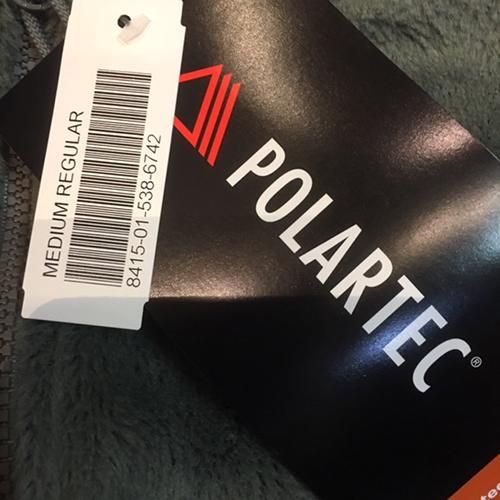 MEDIUM REGULAR
8415-01-538-6742
POLARTEC®